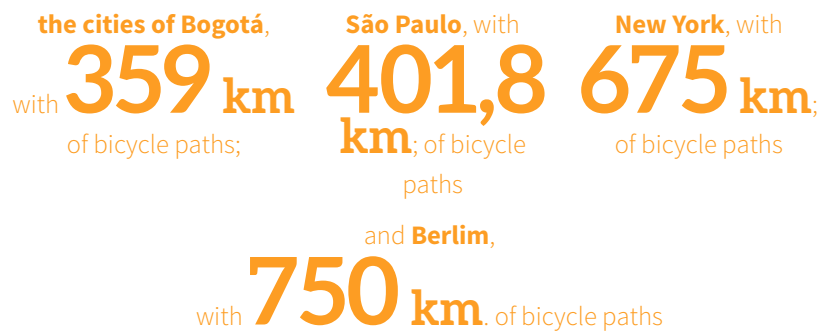 the cities of Bogotá,
with 359 km
of bicycle paths;
São Paulo, with
401,8
km; of bicycle
paths
New York, with
675 km;
of bicycle paths
and Berlim,
with 750 km. of bicycle paths